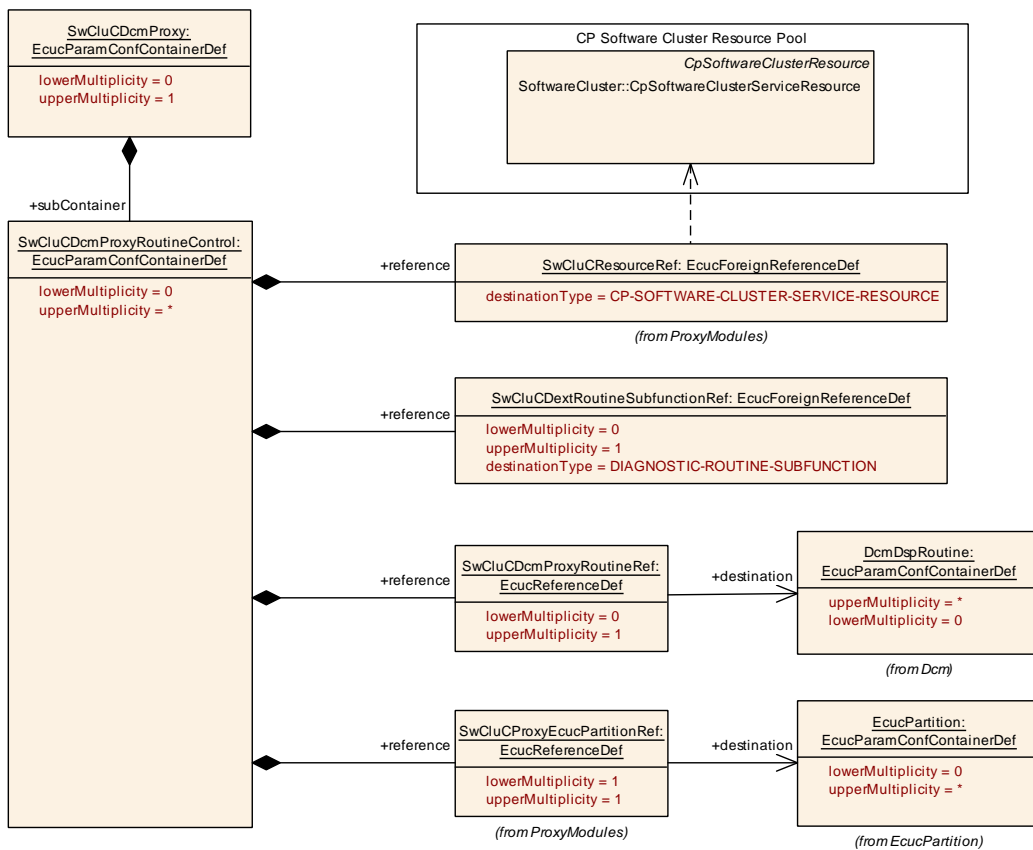 SwCluCDcmProxy:
EcucParamConfContainerDef
lowerMultiplicity = 0
upperMultiplicity = 1
CP Software Cluster Resource Pool
CpSoftwareClusterResource
SoftwareCluster::CpSoftwareClusterServiceResource
+subContainer
SwCluCDcmProxyRoutineControl:
EcucParamConfContainerDef
lowerMultiplicity = 0
upperMultiplicity = *
+reference
SwCluCResourceRef: EcucForeignReferenceDef
destinationType = CP-SOFTWARE-CLUSTER-SERVICE-RESOURCE
(from ProxyModules)
+reference
SwCluCDextRoutineSubfunctionRef: EcucForeignReferenceDef
lowerMultiplicity = 0
upperMultiplicity = 1
destinationType = DIAGNOSTIC-ROUTINE-SUBFUNCTION
+reference
SwCluCDcmProxyRoutineRef:
EcucReferenceDef
lowerMultiplicity = 0
upperMultiplicity = 1
+destination
DcmDspRoutine:
EcucParamConfContainerDef
upperMultiplicity = *
lowerMultiplicity = 0
(from Dcm)
+reference
SwCluCProxyEcucPartitionRef:
EcucReferenceDef
lowerMultiplicity = 1
upperMultiplicity = 1
(from ProxyModules)
+destination
EcucPartition:
EcucParamConfContainerDef
lowerMultiplicity = 0
upperMultiplicity = *
(from EcucPartition)